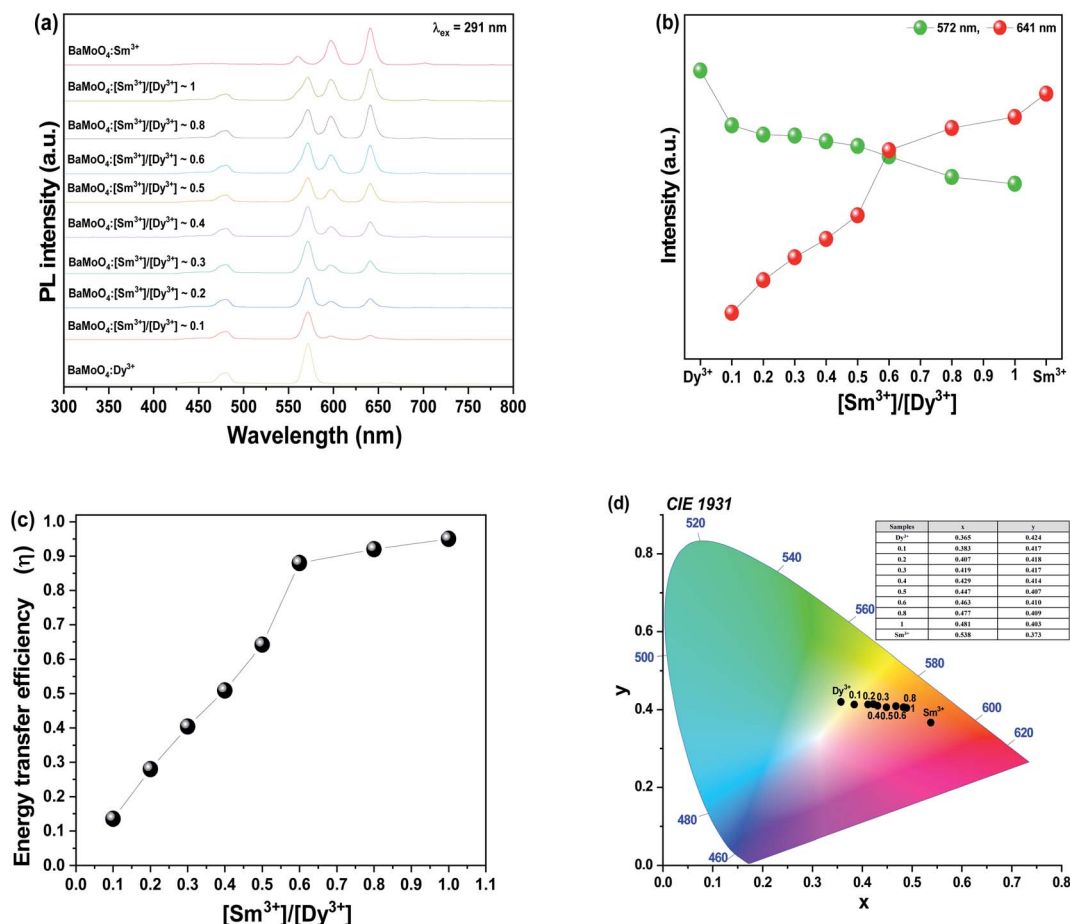 (a)
λex = 291 nm
BaMoO₄:Sm³⁺
BaMoO₄:[Sm³⁺]/[Dy³⁺] ~ 1
BaMoO₄:[Sm³⁺]/[Dy³⁺] ~ 0.8
BaMoO₄:[Sm³⁺]/[Dy³⁺] ~ 0.6
BaMoO₄:[Sm³⁺]/[Dy³⁺] ~ 0.5
BaMoO₄:[Sm³⁺]/[Dy³⁺] ~ 0.4
BaMoO₄:[Sm³⁺]/[Dy³⁺] ~ 0.3
BaMoO₄:[Sm³⁺]/[Dy³⁺] ~ 0.2
BaMoO₄:[Sm³⁺]/[Dy³⁺] ~ 0.1
BaMoO₄:Dy³⁺
PL intensity (a.u.)
300 350 400 450 500 550 600 650 700 750 800
Wavelength (nm)
(b)
572 nm, 641 nm
Intensity (a.u.)
Dy³⁺ 0.1 0.2 0.3 0.4 0.5 0.6 0.7 0.8 0.9 1 Sm³⁺
[Sm³⁺]/[Dy³⁺]
(c)
Energy transfer efficiency (η)
1.0
0.9
0.8
0.7
0.6
0.5
0.4
0.3
0.2
0.1
0.0
0.0 0.1 0.2 0.3 0.4 0.5 0.6 0.7 0.8 0.9 1.0 1.1
[Sm³⁺]/[Dy³⁺]
(d)
CIE 1931
Samples x y
Dy³⁺ 0.365 0.424
0.1 0.383 0.417
0.2 0.407 0.418
0.3 0.419 0.417
0.4 0.429 0.414
0.5 0.447 0.407
0.6 0.463 0.410
0.8 0.477 0.409
1 0.481 0.403
Sm³⁺ 0.538 0.373
520
540
560
580
600
620
500
480
460
Dy³⁺ 0.1 0.2 0.3 0.8
0.4 0.5 0.6 1 Sm³⁺
y
0.8
0.6
0.4
0.2
0.0
0.0 0.1 0.2 0.3 0.4 0.5 0.6 0.7 0.8
x